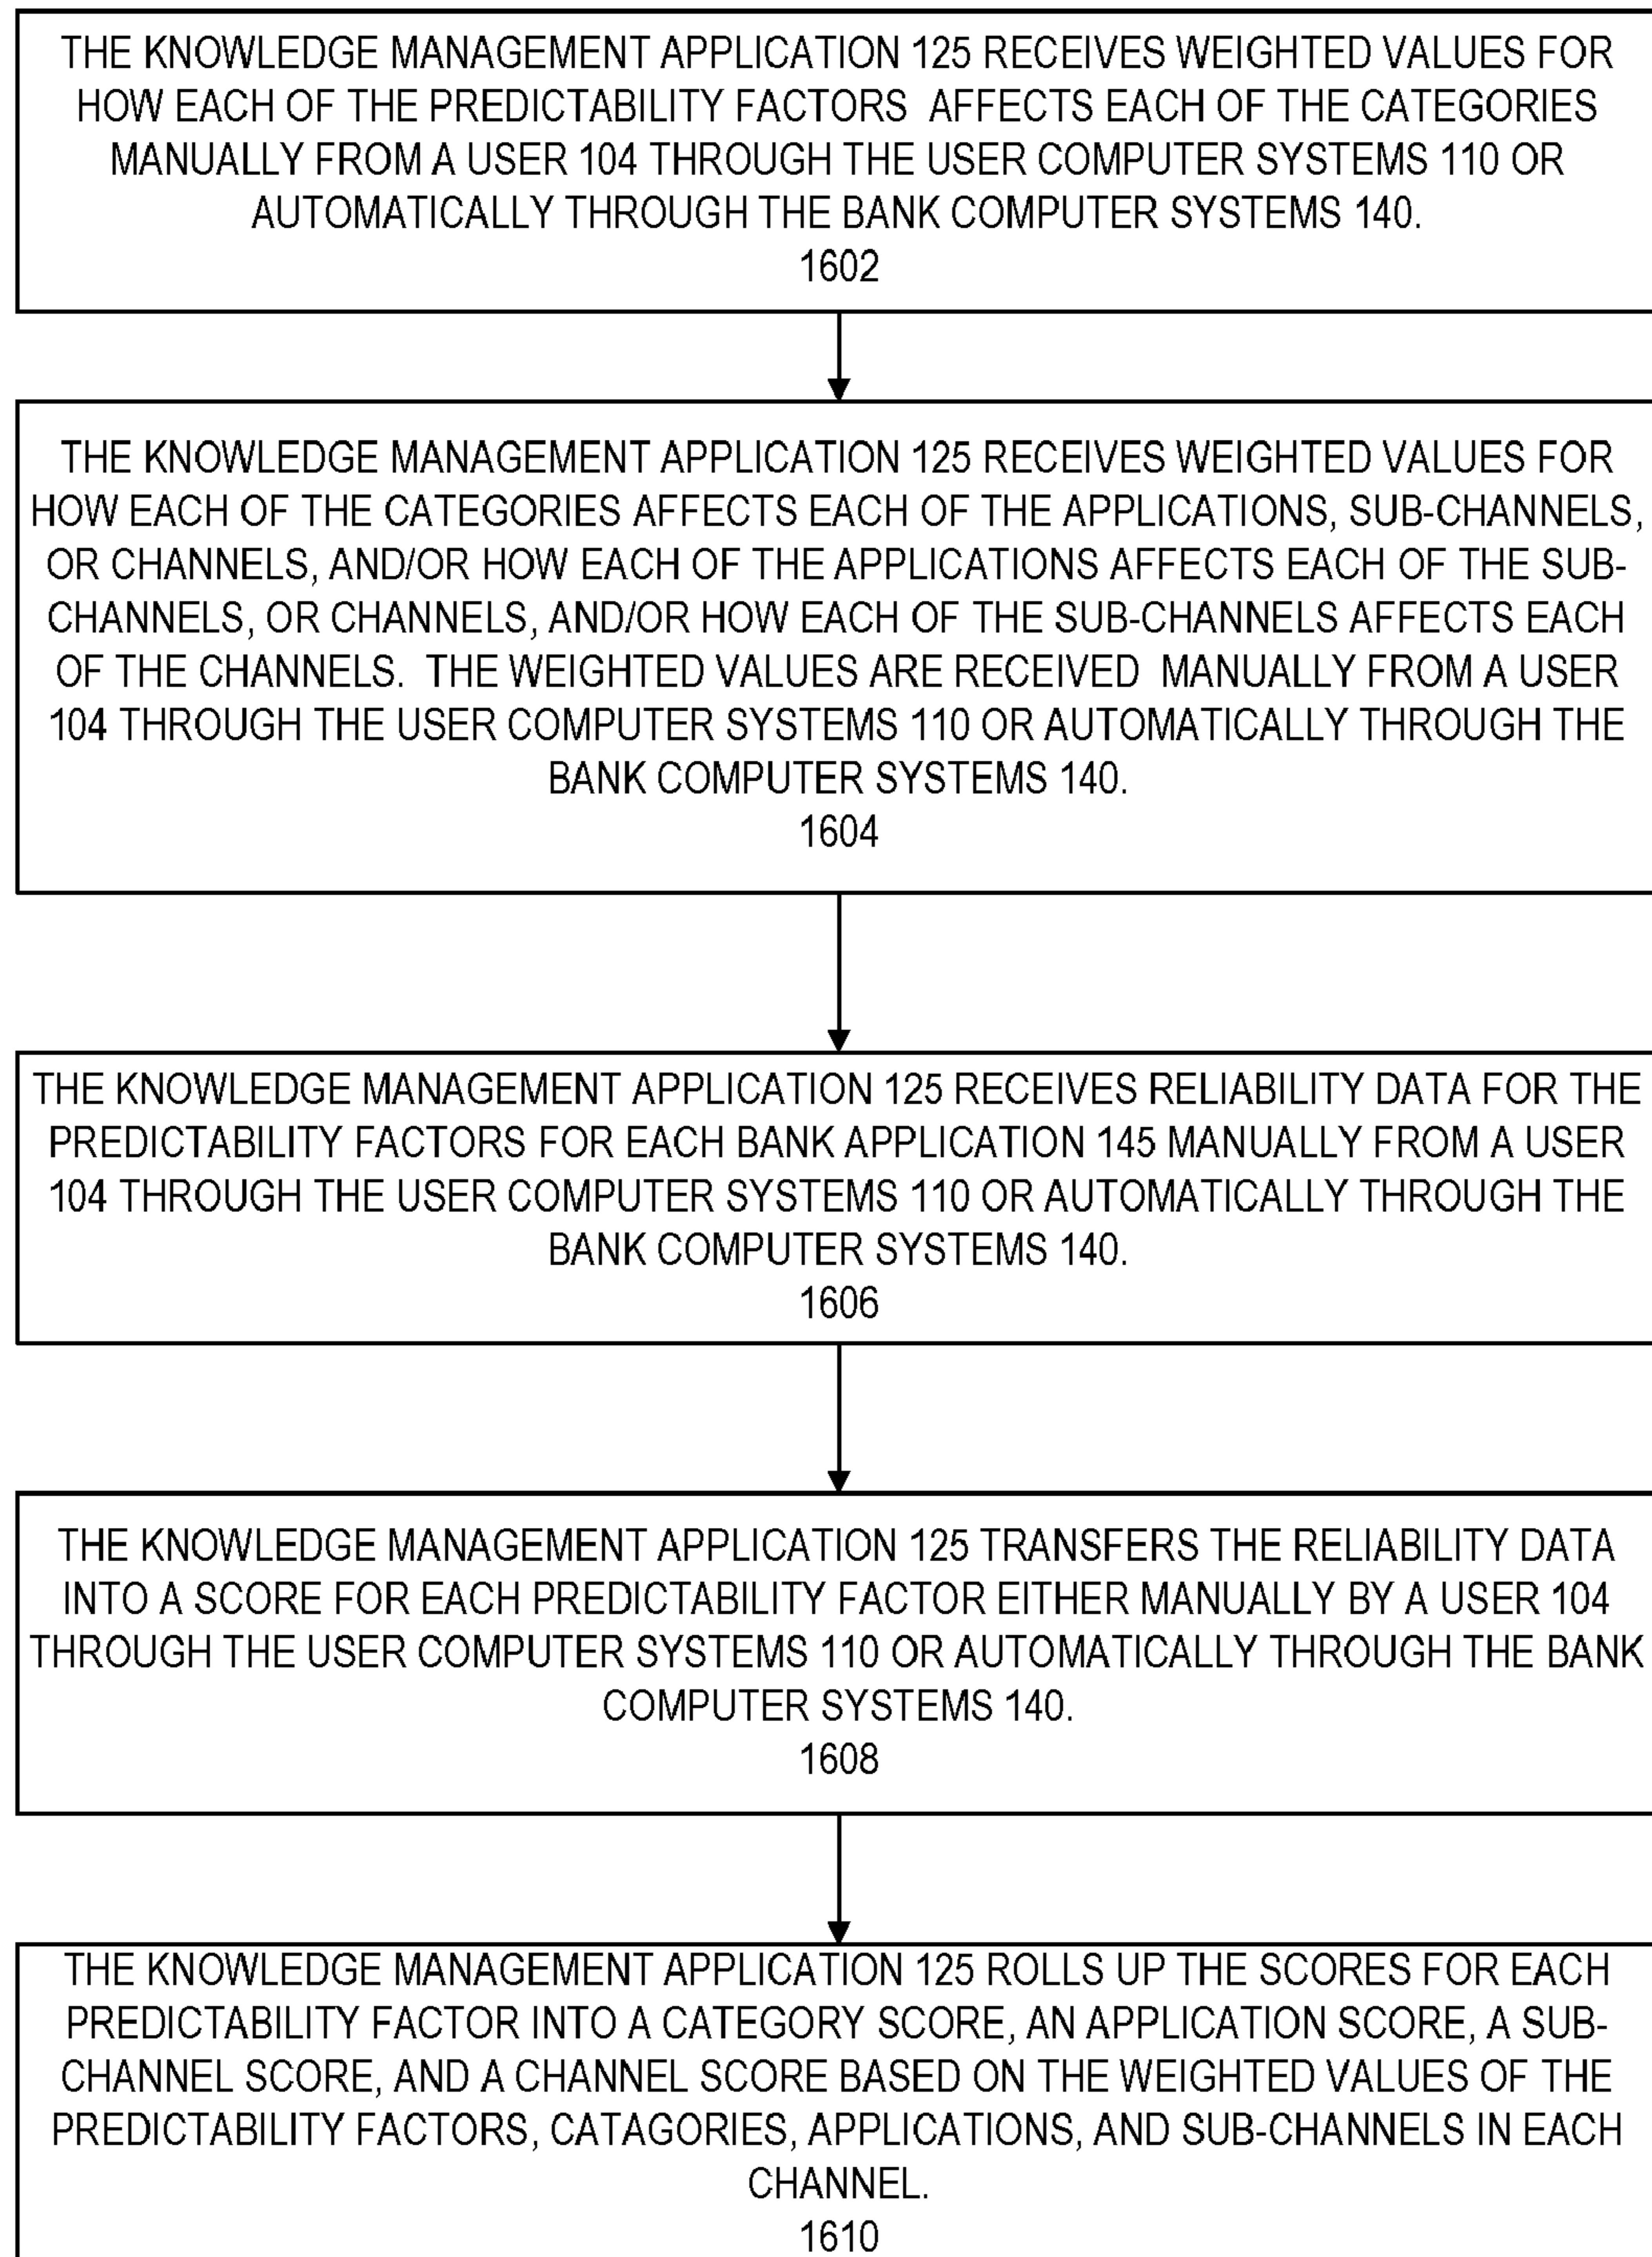 THE KNOWLEDGE MANAGEMENT APPLICATION 125 RECEIVES WEIGHTED VALUES FOR
HOW EACH OF THE PREDICTABILITY FACTORS AFFECTS EACH OF THE CATEGORIES
MANUALLY FROM A USER 104 THROUGH THE USER COMPUTER SYSTEMS 110 OR
AUTOMATICALLY THROUGH THE BANK COMPUTER SYSTEMS 140.
1602
THE KNOWLEDGE MANAGEMENT APPLICATION 125 RECEIVES WEIGHTED VALUES FOR
HOW EACH OF THE CATEGORIES AFFECTS EACH OF THE APPLICATIONS, SUB-CHANNELS,
OR CHANNELS, AND/OR HOW EACH OF THE APPLICATIONS AFFECTS EACH OF THE SUB-
CHANNELS, OR CHANNELS, AND/OR HOW EACH OF THE SUB-CHANNELS AFFECTS EACH
OF THE CHANNELS. THE WEIGHTED VALUES ARE RECEIVED MANUALLY FROM A USER
104 THROUGH THE USER COMPUTER SYSTEMS 110 OR AUTOMATICALLY THROUGH THE
BANK COMPUTER SYSTEMS 140.
1604
THE KNOWLEDGE MANAGEMENT APPLICATION 125 RECEIVES RELIABILITY DATA FOR THE
PREDICTABILITY FACTORS FOR EACH BANK APPLICATION 145 MANUALLY FROM A USER
104 THROUGH THE USER COMPUTER SYSTEMS 110 OR AUTOMATICALLY THROUGH THE
BANK COMPUTER SYSTEMS 140.
1606
THE KNOWLEDGE MANAGEMENT APPLICATION 125 TRANSFERS THE RELIABILITY DATA
INTO A SCORE FOR EACH PREDICTABILITY FACTOR EITHER MANUALLY BY A USER 104
THROUGH THE USER COMPUTER SYSTEMS 110 OR AUTOMATICALLY THROUGH THE BANK
COMPUTER SYSTEMS 140.
1608
THE KNOWLEDGE MANAGEMENT APPLICATION 125 ROLLS UP THE SCORES FOR EACH
PREDICTABILITY FACTOR INTO A CATEGORY SCORE, AN APPLICATION SCORE, A SUB-
CHANNEL SCORE, AND A CHANNEL SCORE BASED ON THE WEIGHTED VALUES OF THE
PREDICTABILITY FACTORS, CATAGORIES, APPLICATIONS, AND SUB-CHANNELS IN EACH
CHANNEL.
1610